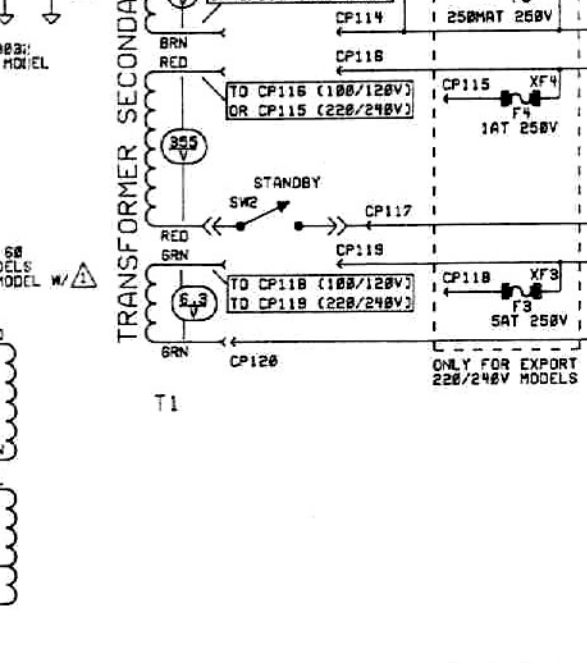 CP114
250MAT 250V
BRN
RED
CP116
CP115
XF4
TO CP116 (100/120V)
OR CP115 (220/240V)
F4
1AT 250V
TRANSFORMER SECONDA
355
V
STANDBY
SW2
CP117
RED
GRN
CP119
TO CP118 (100/120V)
TO CP119 (220/240V)
CP118
XF3
6.3
V
F3
5AT 250V
GRN
CP120
ONLY FOR EXPORT
220/240V MODELS
T1
MODEL
60
MODEL W/ 1